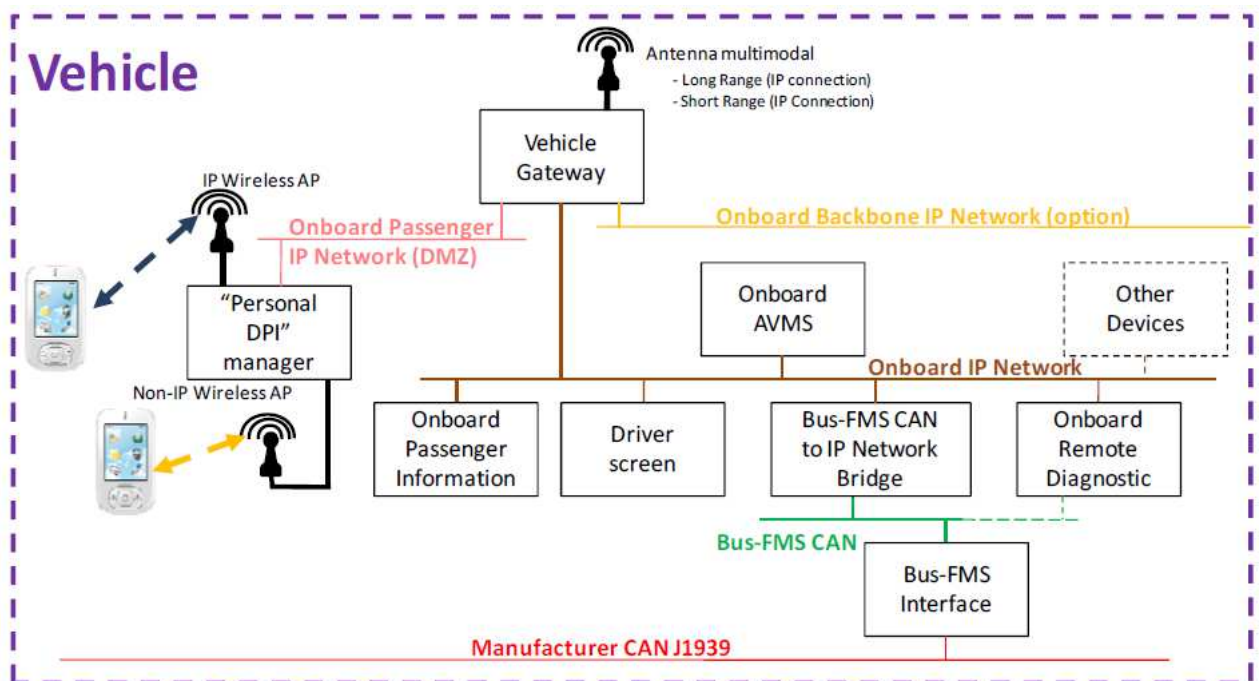 Vehicle
Antenna multimodal
- Long Range (IP connection)
- Short Range (IP Connection)
Vehicle
Gateway
IP Wireless AP
Onboard Passenger
IP Network (DMZ)
Onboard Backbone IP Network (option)
“Personal
DPI”
manager
Onboard
AVMS
Other
Devices
Onboard IP Network
Non-IP Wireless AP
Onboard
Passenger
Information
Driver
screen
Bus-FMS CAN
to IP Network
Bridge
Onboard
Remote
Diagnostic
Bus-FMS CAN
Bus-FMS
Interface
Manufacturer CAN J1939